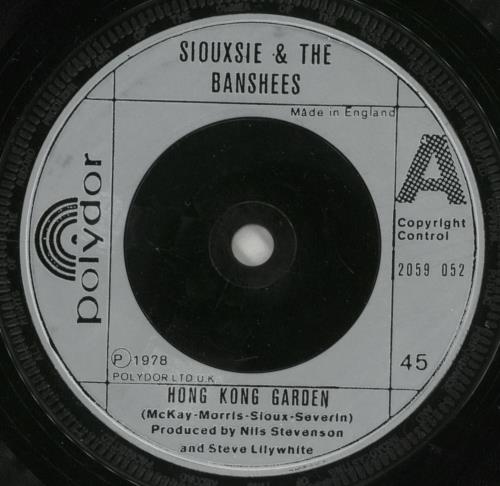 SIOUXSIE & THE
BANSHEES
Made in England
A
polydor
Copyright
Control
2059 052
Ⓟ1978
POLYDOR LTD U.K
45
HONG KONG GARDEN
(McKay-Morris-Sioux-Severin)
Produced by Nils Stevenson
and Steve Lilywhite